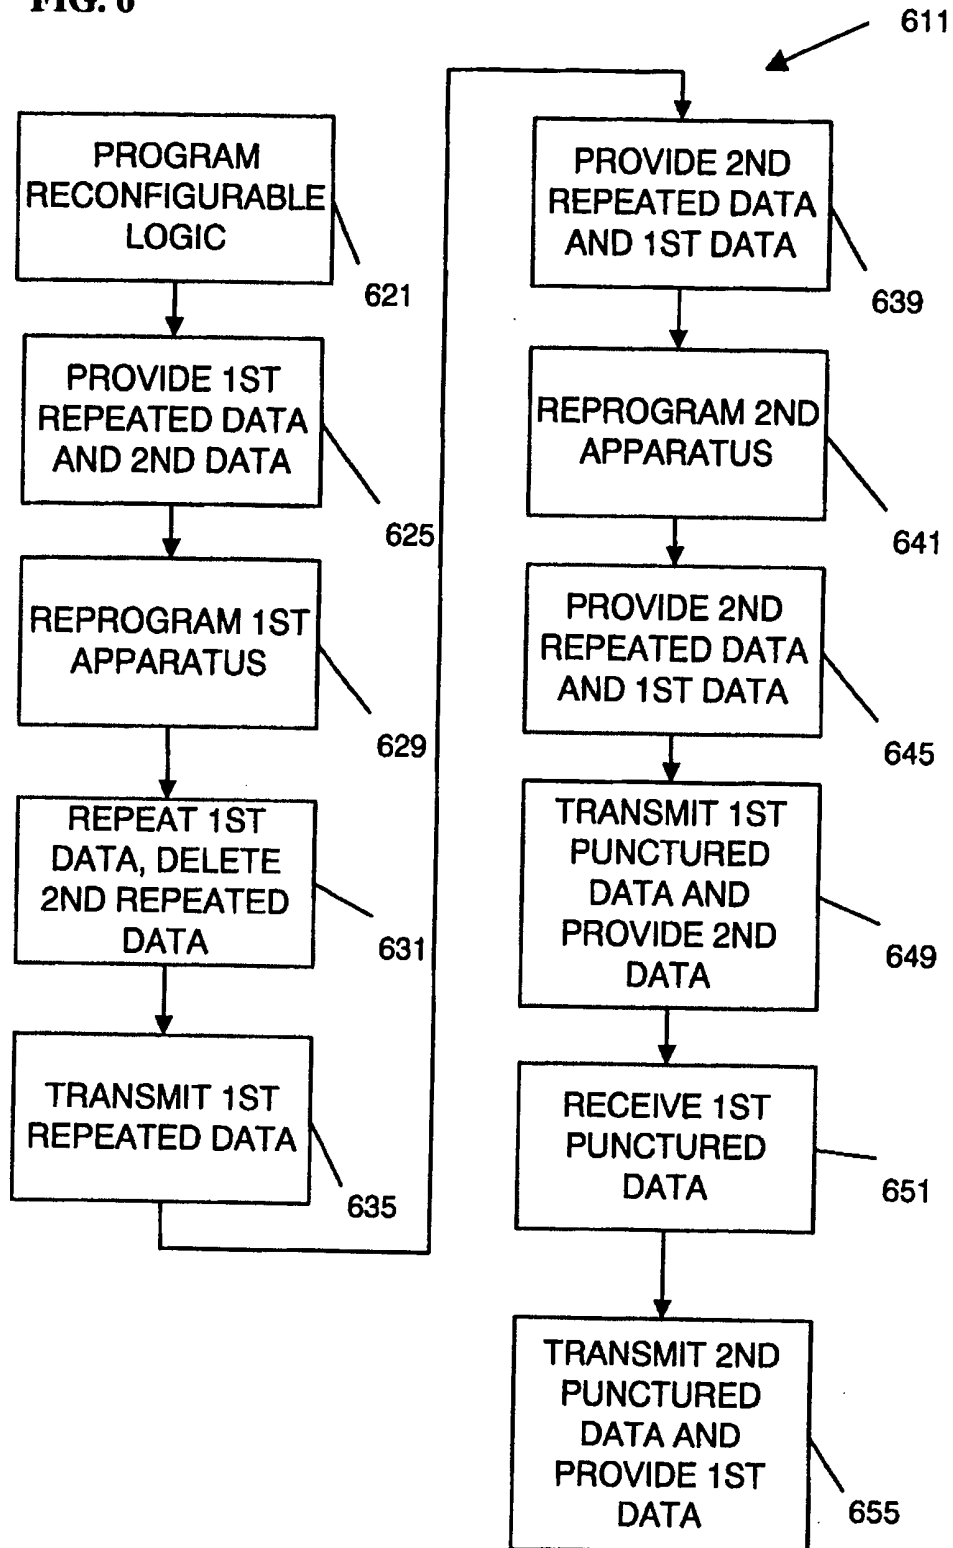 FIG. 6
611
PROGRAM
RECONFIGURABLE
LOGIC
621
PROVIDE 1ST
REPEATED DATA
AND 2ND DATA
625
REPROGRAM 1ST
APPARATUS
629
REPEAT 1ST
DATA, DELETE
2ND REPEATED
DATA
631
TRANSMIT 1ST
REPEATED DATA
635
PROVIDE 2ND
REPEATED DATA
AND 1ST DATA
639
REPROGRAM 2ND
APPARATUS
641
PROVIDE 2ND
REPEATED DATA
AND 1ST DATA
645
TRANSMIT 1ST
PUNCTURED
DATA AND
PROVIDE 2ND
DATA
649
RECEIVE 1ST
PUNCTURED
DATA
651
TRANSMIT 2ND
PUNCTURED
DATA AND
PROVIDE 1ST
DATA
655